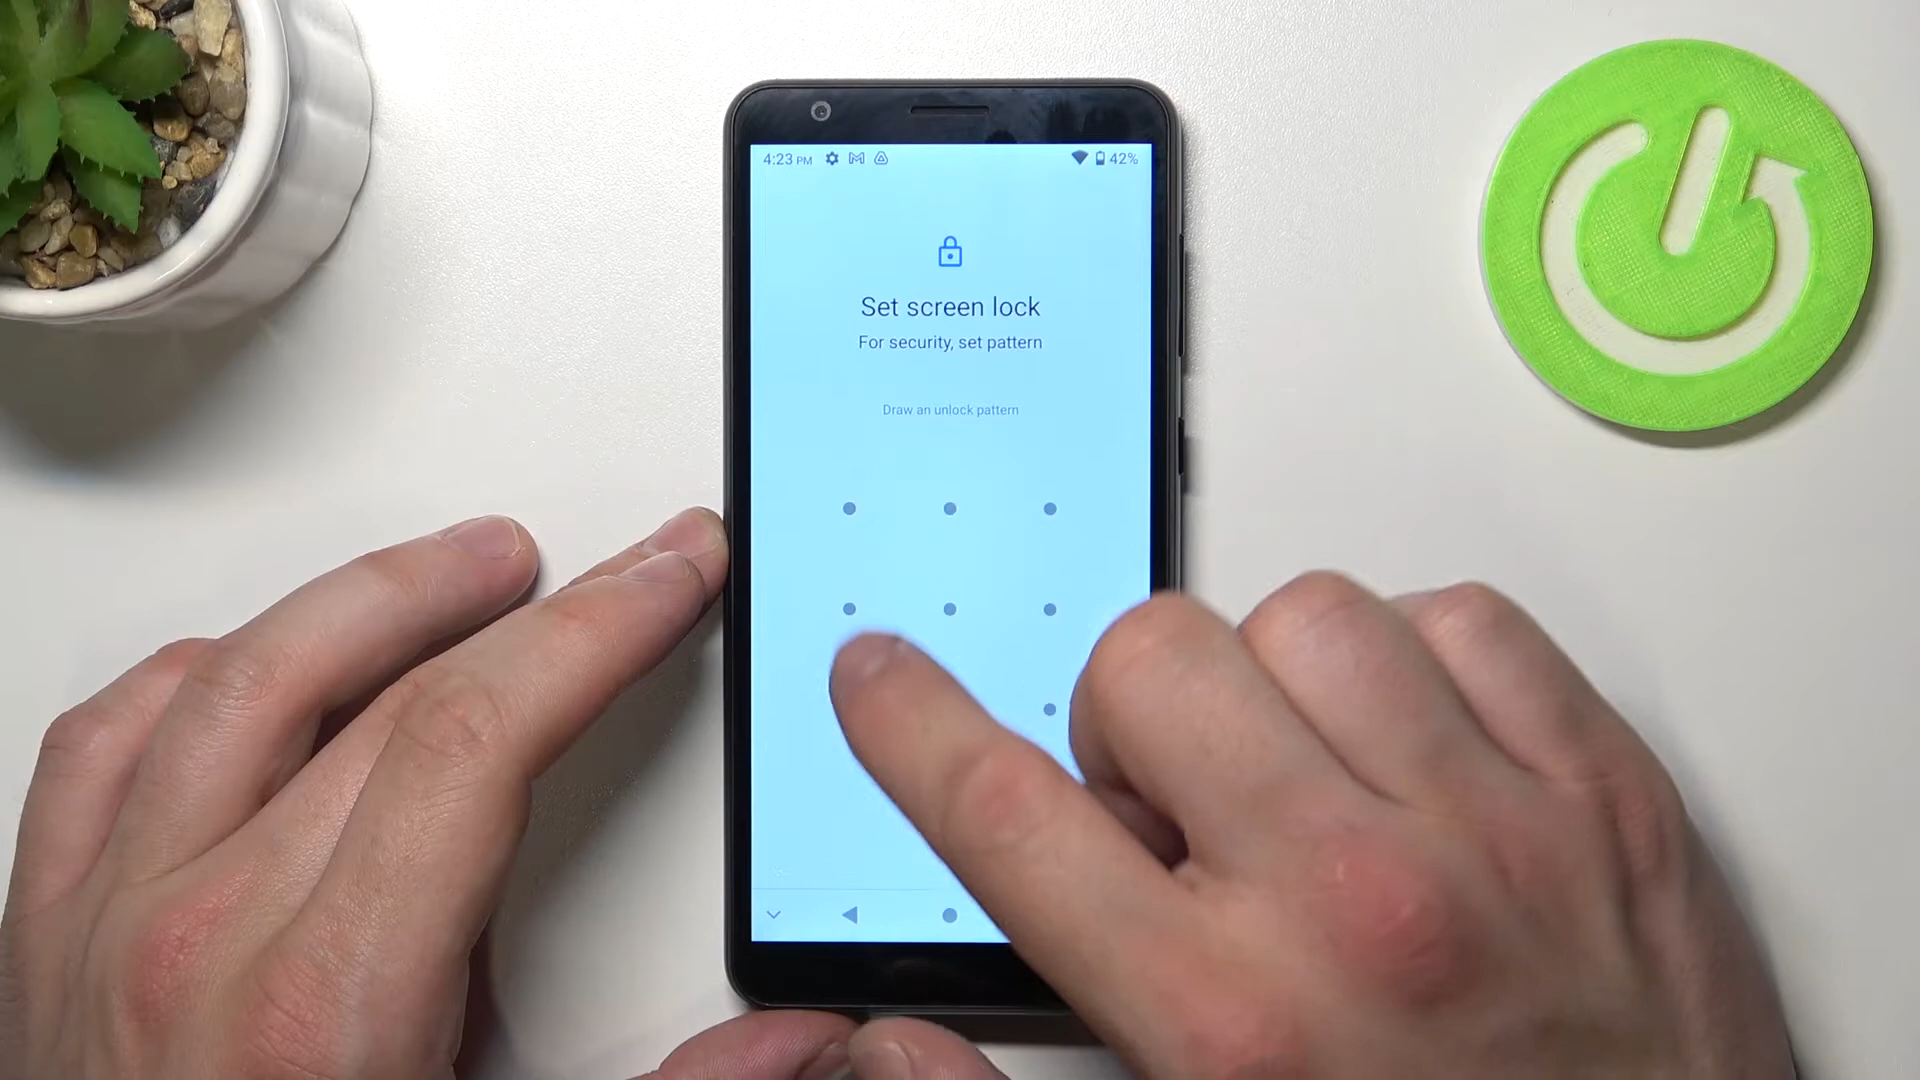 4:23 PM
42%
Set screen lock
For security, set pattern
Draw an unlock pattern